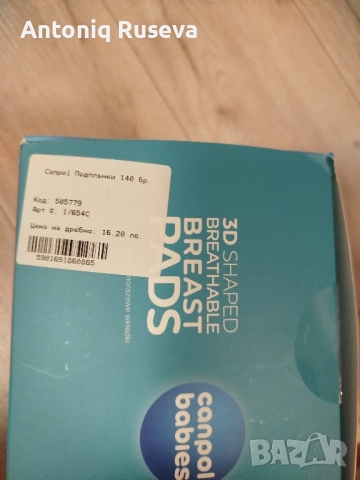 Antoniq Ruseva
Canpol Подплънки 140 бр.
Код: 505779
Арт #: 1/654C
Цена на дребно: 16.20 лв.
5901691860865
3D SHAPED
BREATHABLE
BREAST
PADS
wkładki
canpol
babies
BAZAR